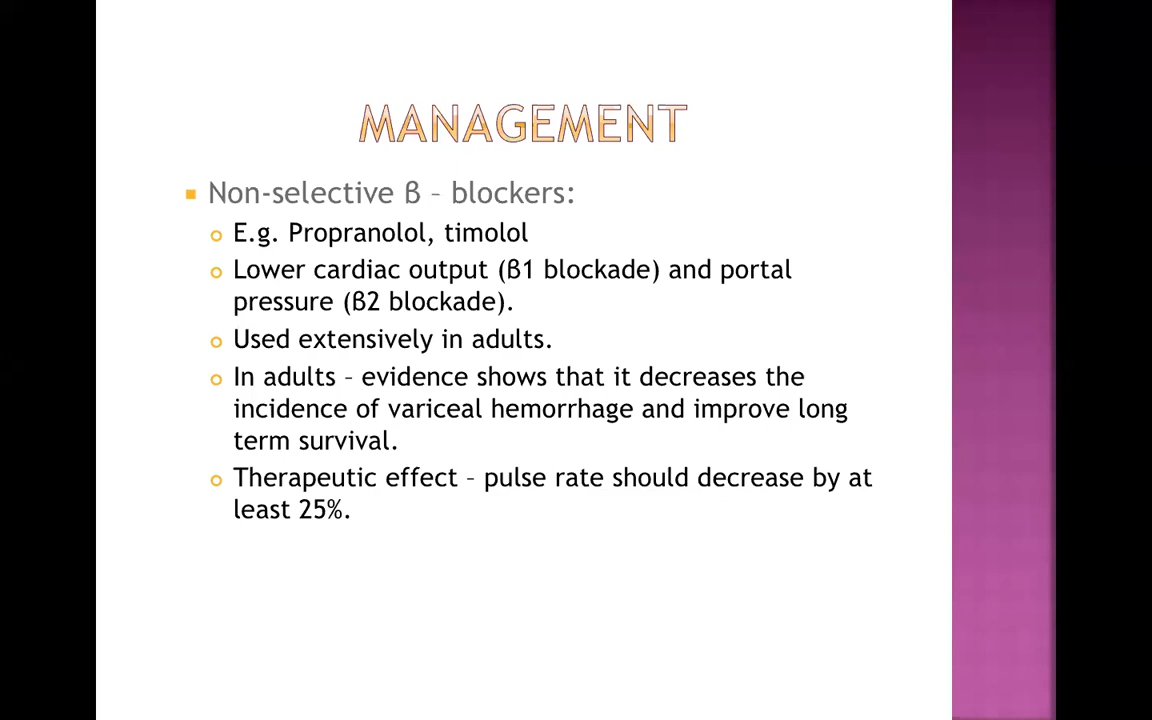 MANAGEMENT
Non-selective β – blockers:
E.g. Propranolol, timolol
Lower cardiac output (β1 blockade) and portal
pressure (β2 blockade).
Used extensively in adults.
In adults – evidence shows that it decreases the
incidence of variceal hemorrhage and improve long
term survival.
Therapeutic effect – pulse rate should decrease by at
least 25%.